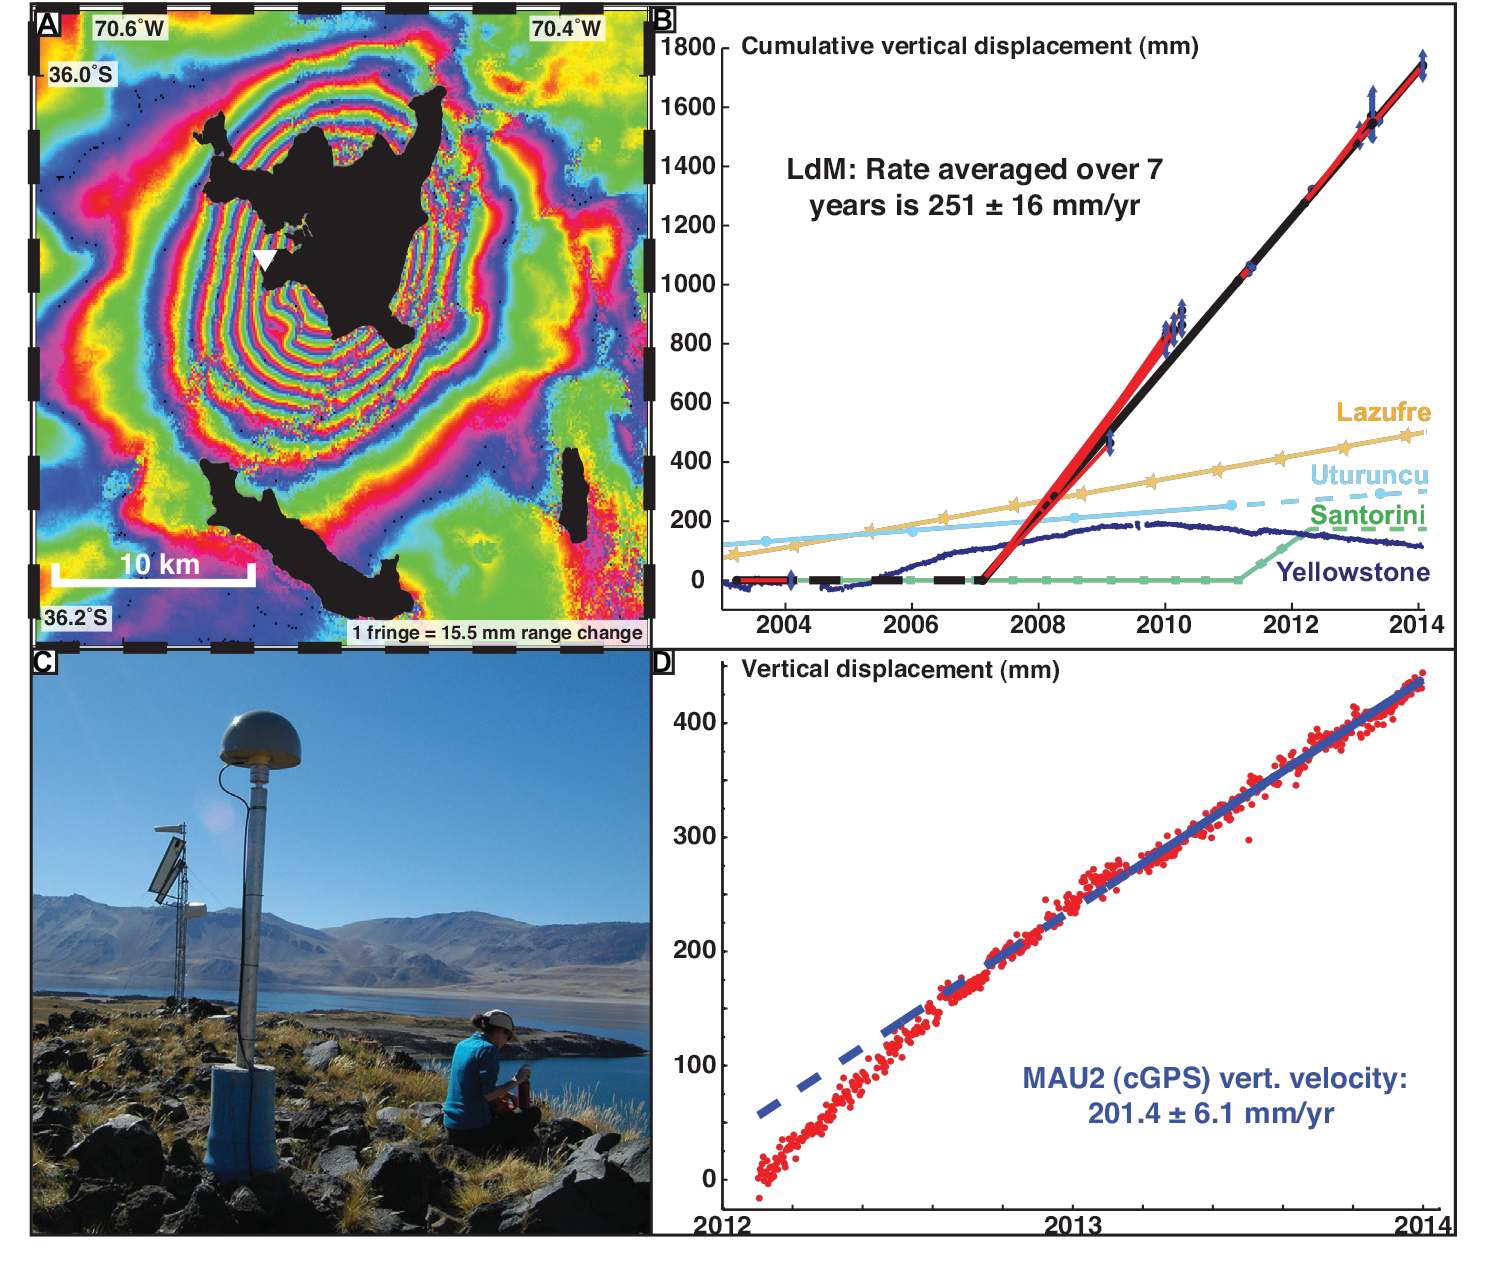 A
70.6°W
70.4°W
36.0°S
10 km
36.2°S
1 fringe = 15.5 mm range change
B
Cumulative vertical displacement (mm)
1800
1600
1400
1200
1000
800
600
400
200
0
LdM: Rate averaged over 7
years is 251 ± 16 mm/yr
Lazufre
Uturuncu
Santorini
Yellowstone
2004
2006
2008
2010
2012
2014
C
D
Vertical displacement (mm)
400
300
200
100
0
MAU2 (cGPS) vert. velocity:
201.4 ± 6.1 mm/yr
2012
2013
2014